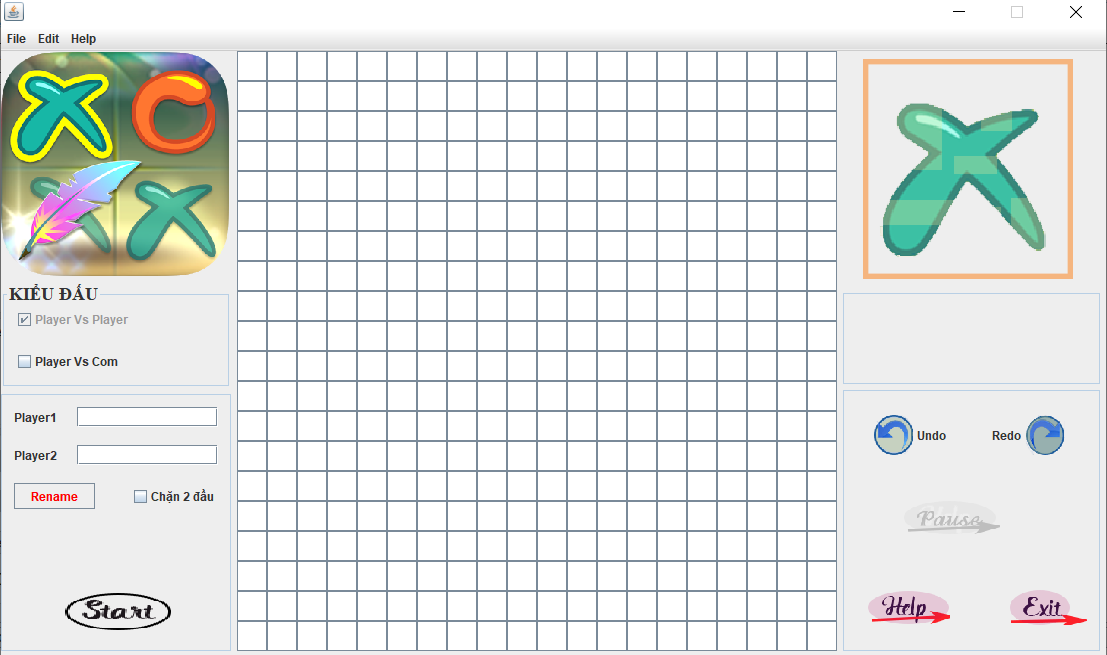 File Edit Help
KIỂU ĐẤU
Player Vs Player
Player Vs Com
Player1
Player2
Rename Chặn 2 đầu
Start
Undo Redo
Pause
Help Exit